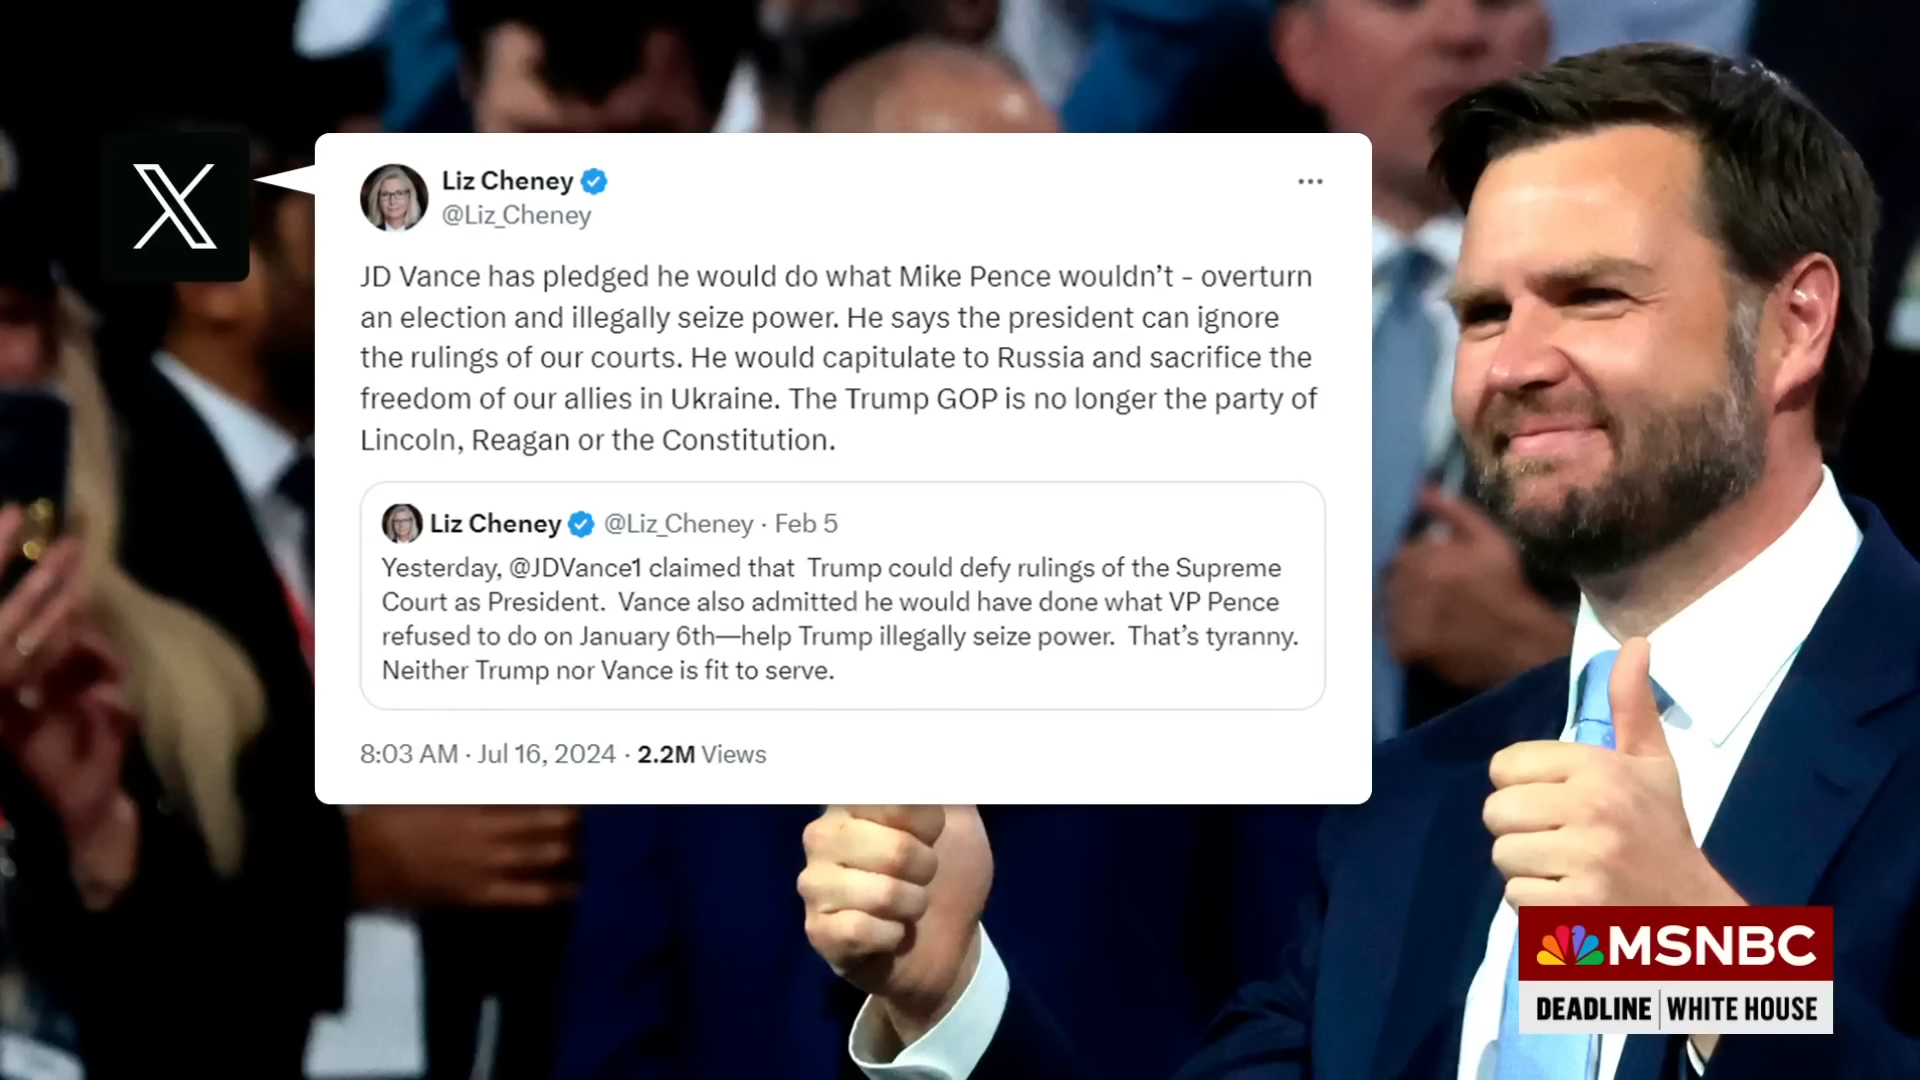 Liz Cheney
@Liz_Cheney
JD Vance has pledged he would do what Mike Pence wouldn’t - overturn
an election and illegally seize power. He says the president can ignore
the rulings of our courts. He would capitulate to Russia and sacrifice the
freedom of our allies in Ukraine. The Trump GOP is no longer the party of
Lincoln, Reagan or the Constitution.
Liz Cheney @Liz_Cheney · Feb 5
Yesterday, @JDVance1 claimed that  Trump could defy rulings of the Supreme
Court as President.  Vance also admitted he would have done what VP Pence
refused to do on January 6th—help Trump illegally seize power.  That’s tyranny.
Neither Trump nor Vance is fit to serve.
8:03 AM · Jul 16, 2024 · 2.2M Views
MSNBC
DEADLINE | WHITE HOUSE